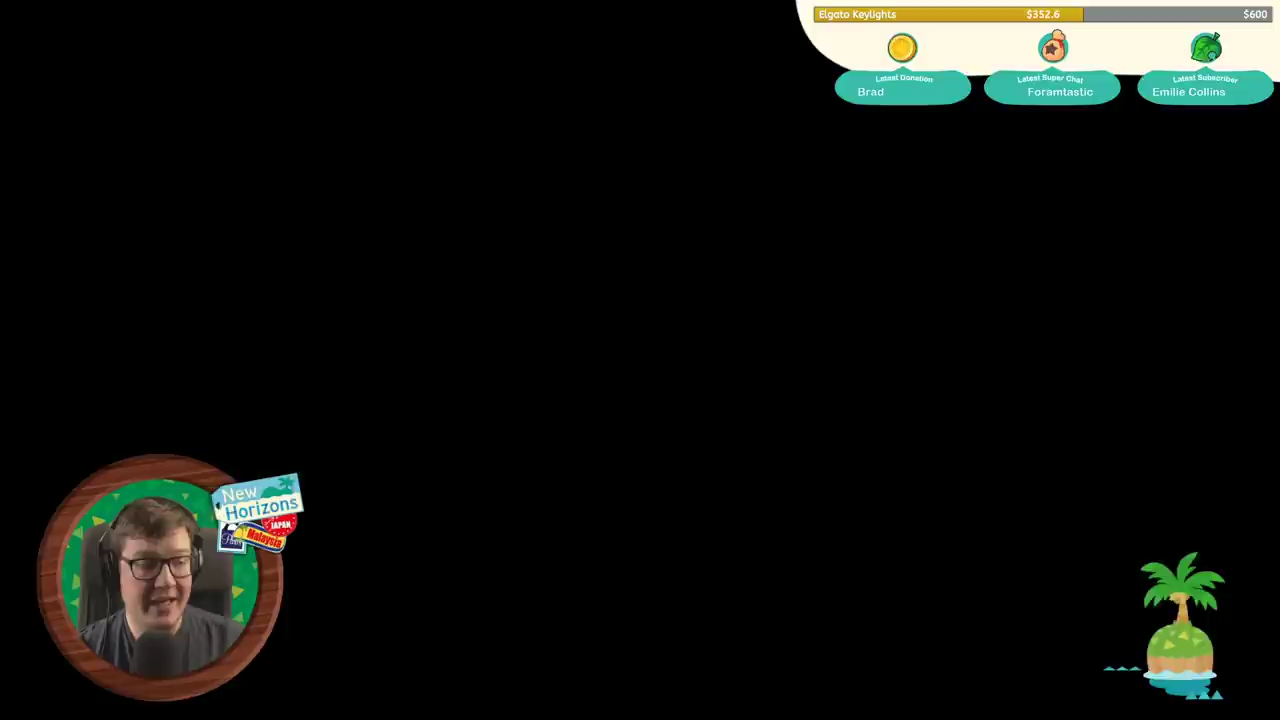 Elgato Keylights $352.6 $600
Latest Donation
Brad
Latest Super Chat
Foramtastic
Latest Subscriber
Emilie Collins
New
Horizons
JAPAN
Malaysia